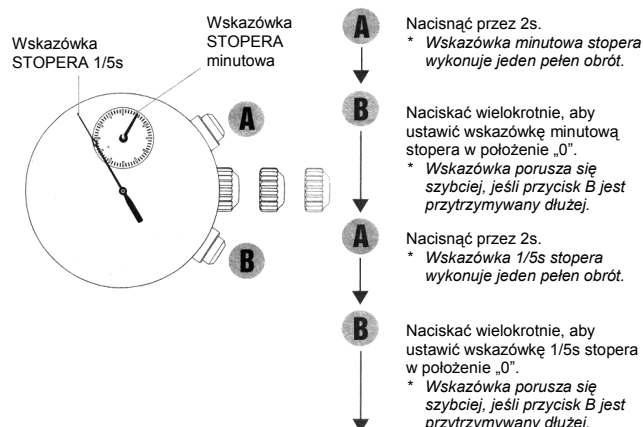 Wskazówka
STOPERA 1/5s
Wskazówka
STOPERA
minutowa
A
B
A
Nacisnąć przez 2s.
* Wskazówka minutowa stopera
wykonuje jeden pełen obrót.
B
Naciskać wielokrotnie, aby
ustawić wskazówkę minutową
stopera w położenie „0”.
* Wskazówka porusza się
szybciej, jeśli przycisk B jest
przytrzymywany dłużej.
A
Nacisnąć przez 2s.
* Wskazówka 1/5s stopera
wykonuje jeden pełen obrót.
B
Naciskać wielokrotnie, aby
ustawić wskazówkę 1/5s stopera
w położenie „0”.
* Wskazówka porusza się
szybciej, jeśli przycisk B jest
przytrzymywany dłużej.